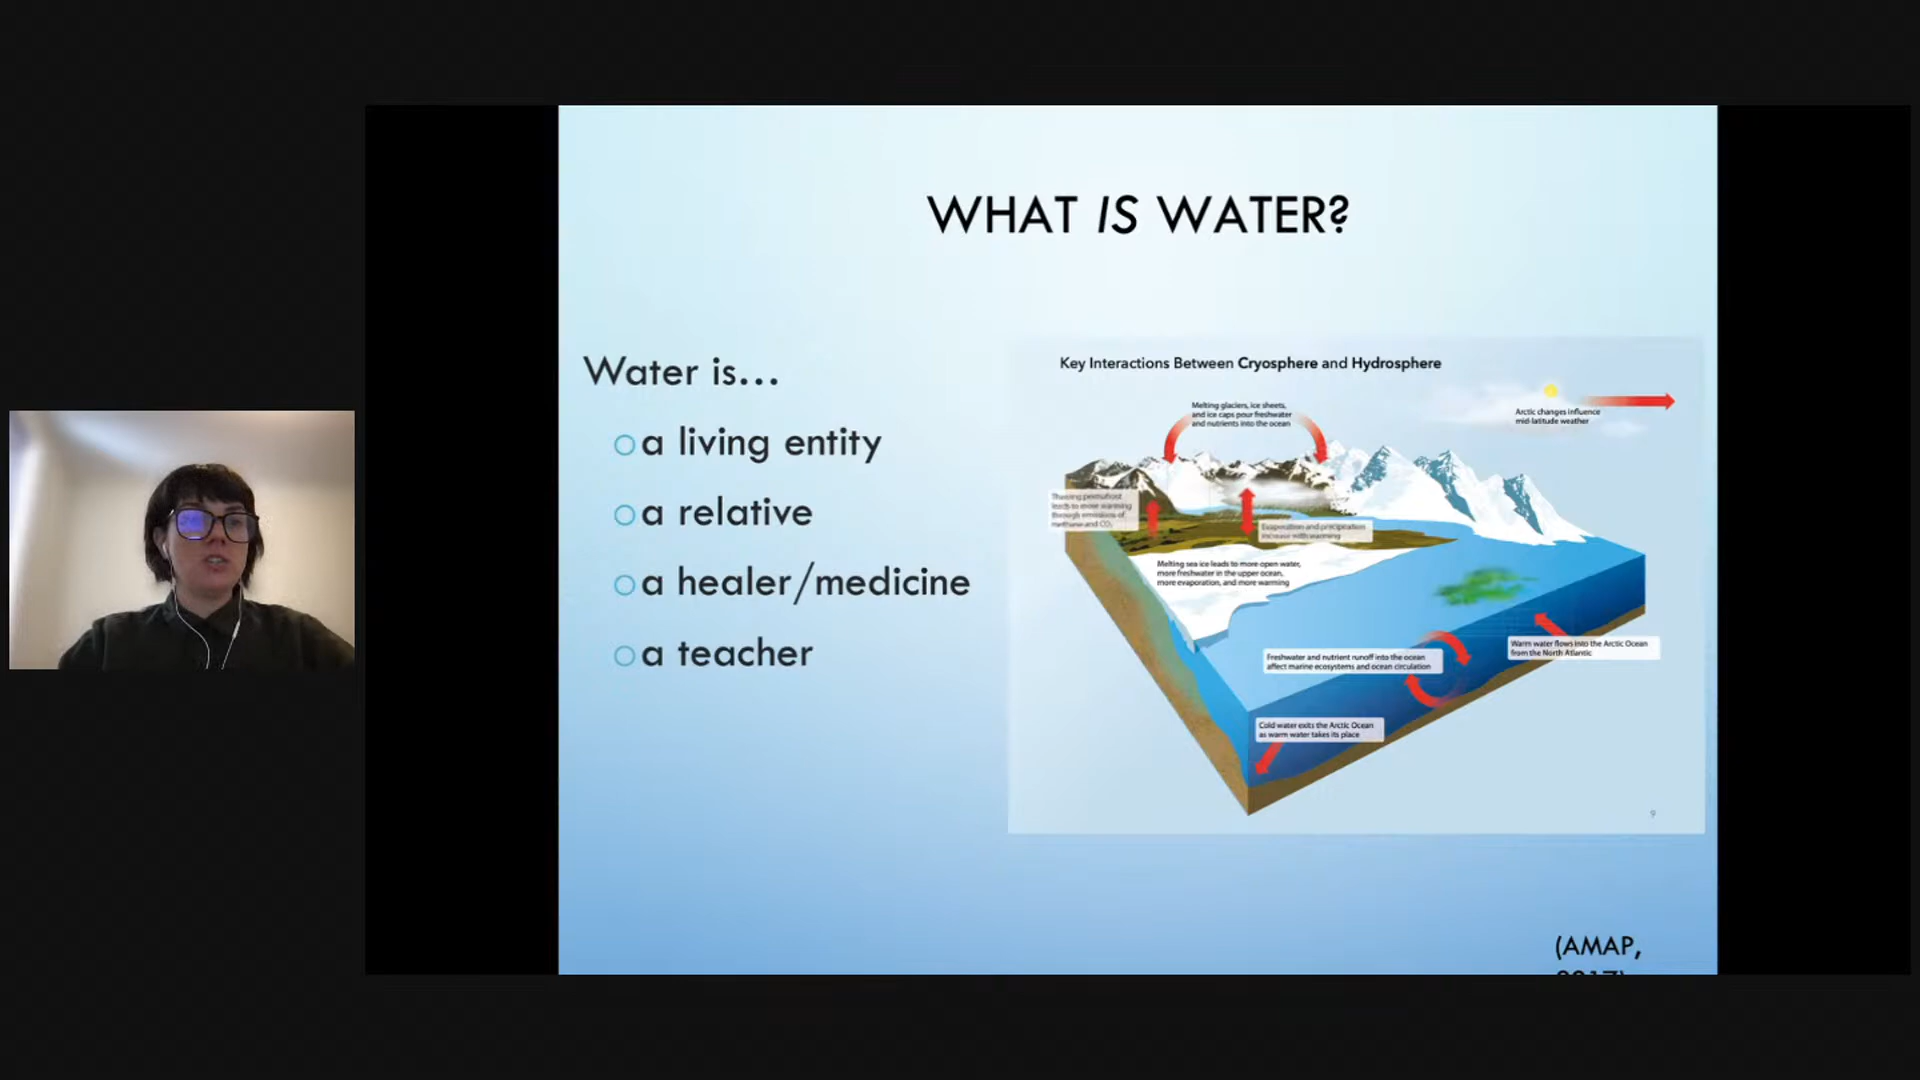 WHAT IS WATER?
Water is...
a living entity
a relative
a healer/medicine
a teacher
Key Interactions Between Cryosphere and Hydrosphere
Melting glaciers, ice sheets,
and ice caps pour freshwater
and nutrients into the ocean
Arctic changes influence
mid-latitude weather
Thawing permafrost
leads to more warming
through emissions of
methane and CO₂
Evaporation and precipitation
increase with warming
Melting sea ice leads to more open water,
more freshwater in the upper ocean,
more evaporation, and more warming
Warm water flows into the Arctic Ocean
from the North Atlantic
Freshwater and nutrient runoff into the ocean
affect marine ecosystems and ocean circulation
Cold water exits the Arctic Ocean
as warm water takes its place
9
(AMAP,
2017)